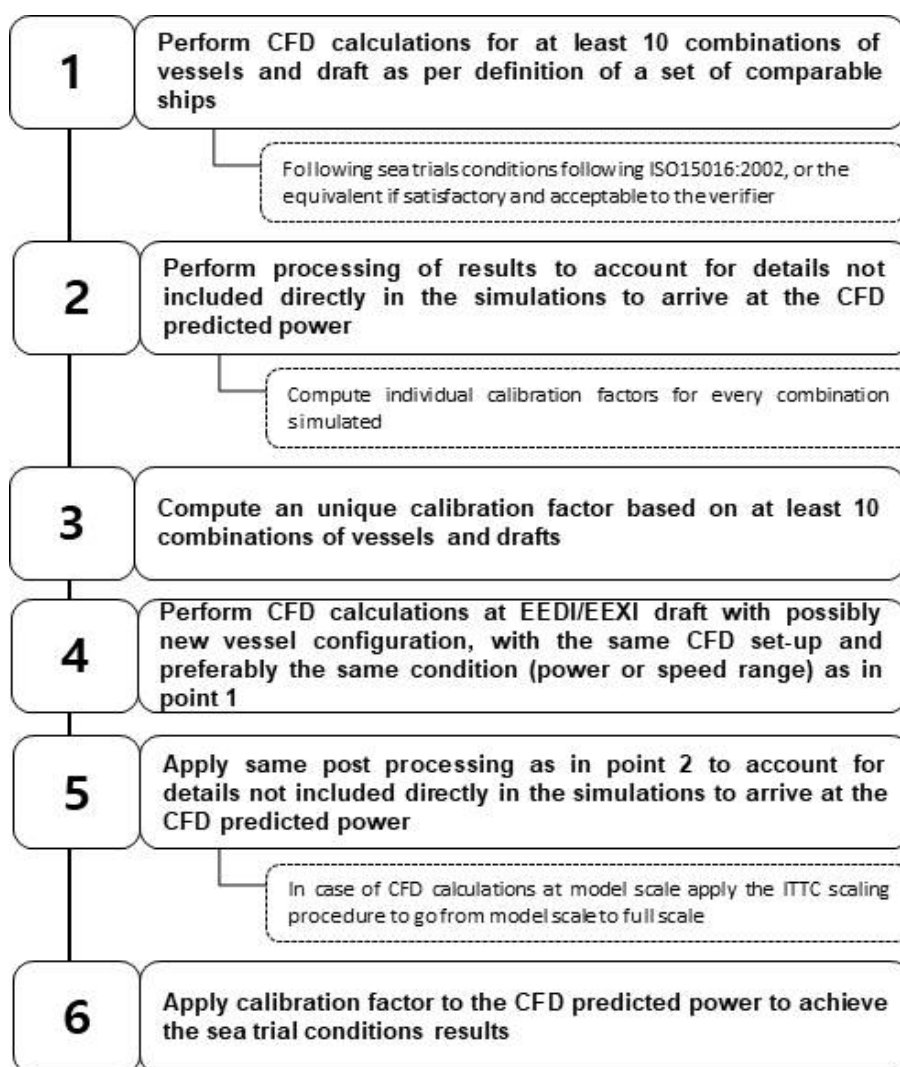 1
Perform CFD calculations for at least 10 combinations of
vessels and draft as per definition of a set of comparable
ships
Following sea trials conditions following ISO15016:2002, or the
equivalent if satisfactory and acceptable to the verifier
2
Perform processing of results to account for details not
included directly in the simulations to arrive at the CFD
predicted power
Compute individual calibration factors for every combination
simulated
3
Compute an unique calibration factor based on at least 10
combinations of vessels and drafts
4
Perform CFD calculations at EEDI/EEXI draft with possibly
new vessel configuration, with the same CFD set-up and
preferably the same condition (power or speed range) as in
point 1
5
Apply same post processing as in point 2 to account for
details not included directly in the simulations to arrive at the
CFD predicted power
In case of CFD calculations at model scale apply the ITTC scaling
procedure to go from model scale to full scale
6
Apply calibration factor to the CFD predicted power to achieve
the sea trial conditions results